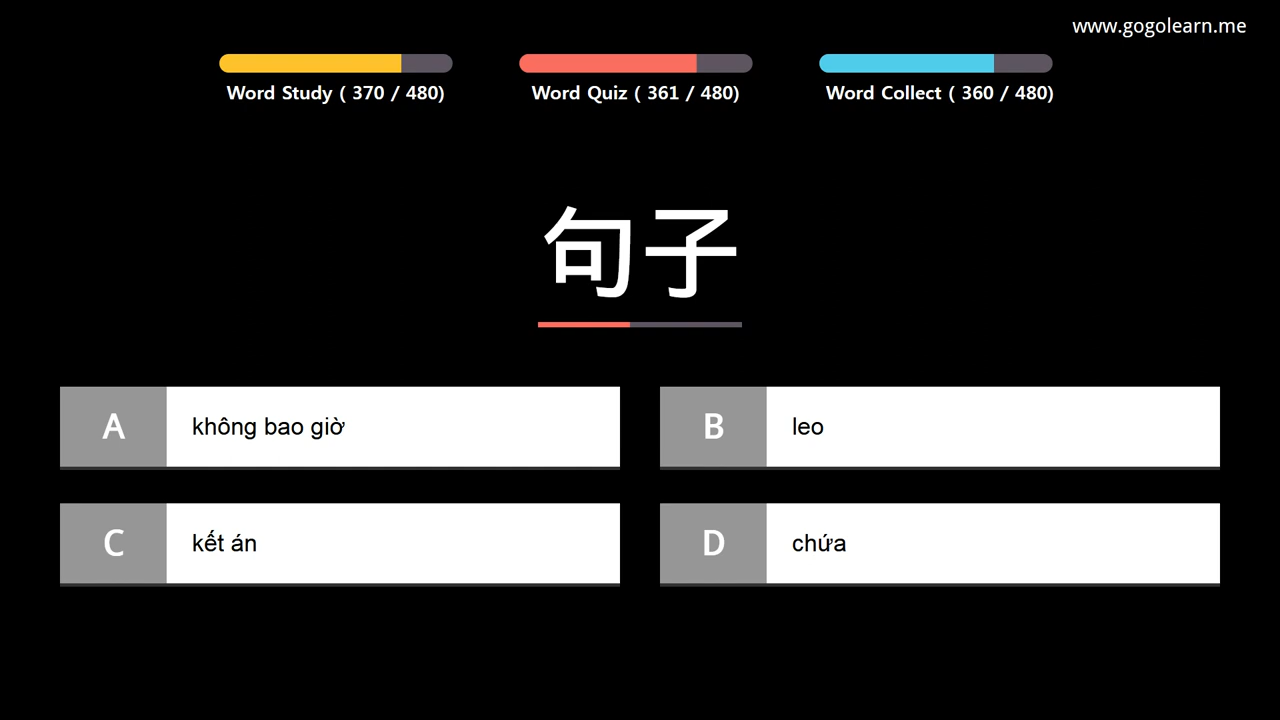 www.gogolearn.me
Word Study ( 370 / 480)
Word Quiz ( 361 / 480)
Word Collect ( 360 / 480)
句子
A không bao giờ
B leo
C kết án
D chứa